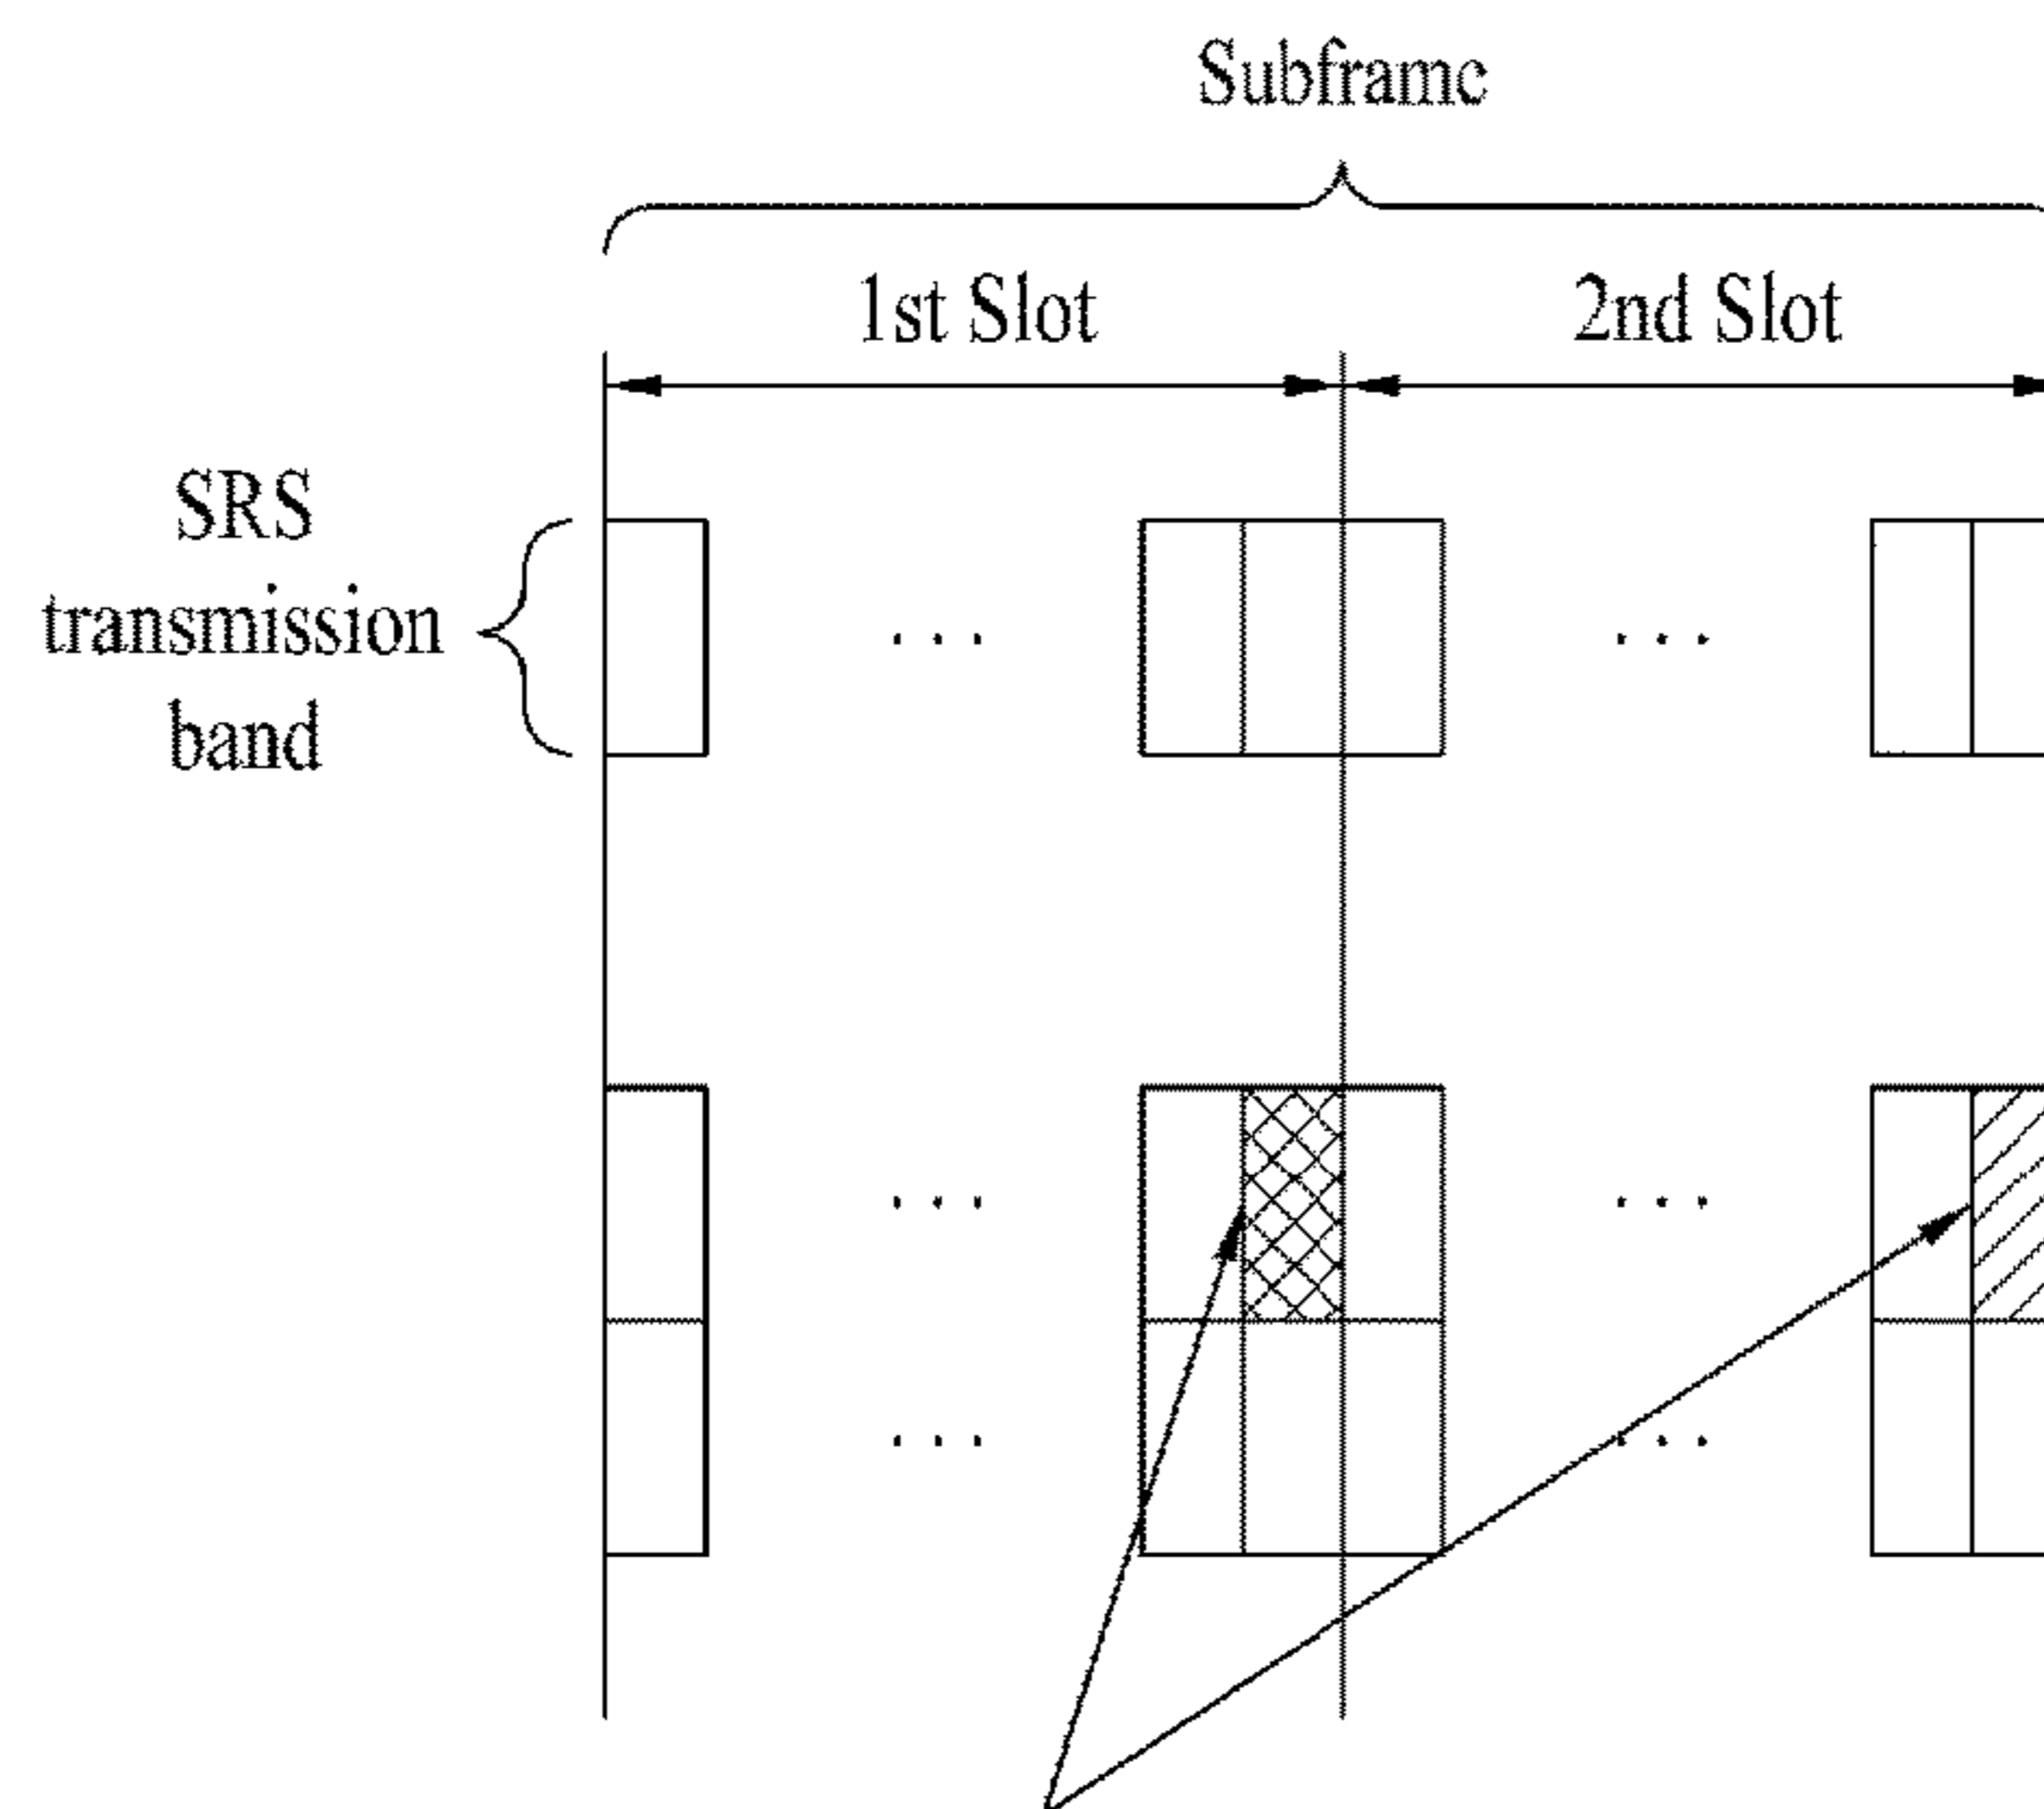 Subframe
1st Slot
2nd Slot
SRS
transmission
band
...
...
...
...
...
...